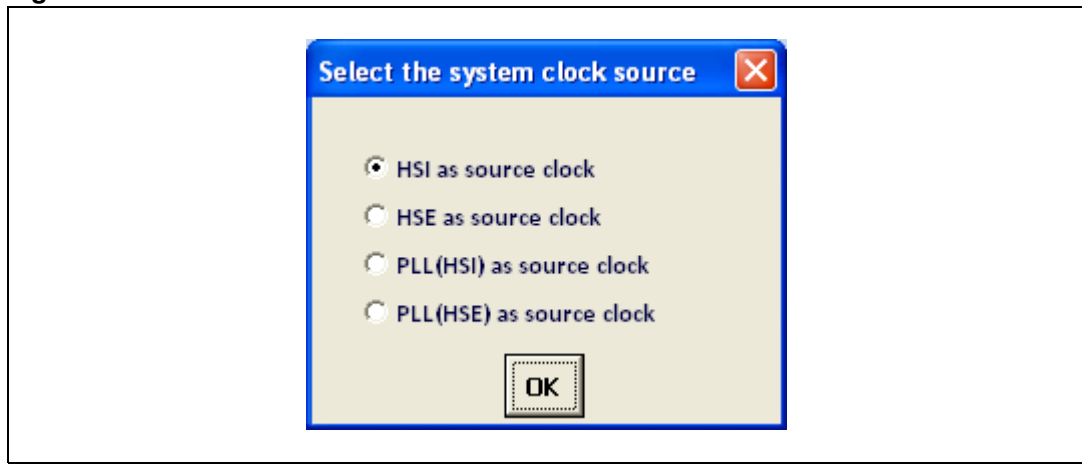 Select the system clock source
HSI as source clock
HSE as source clock
PLL(HSI) as source clock
PLL(HSE) as source clock
OK